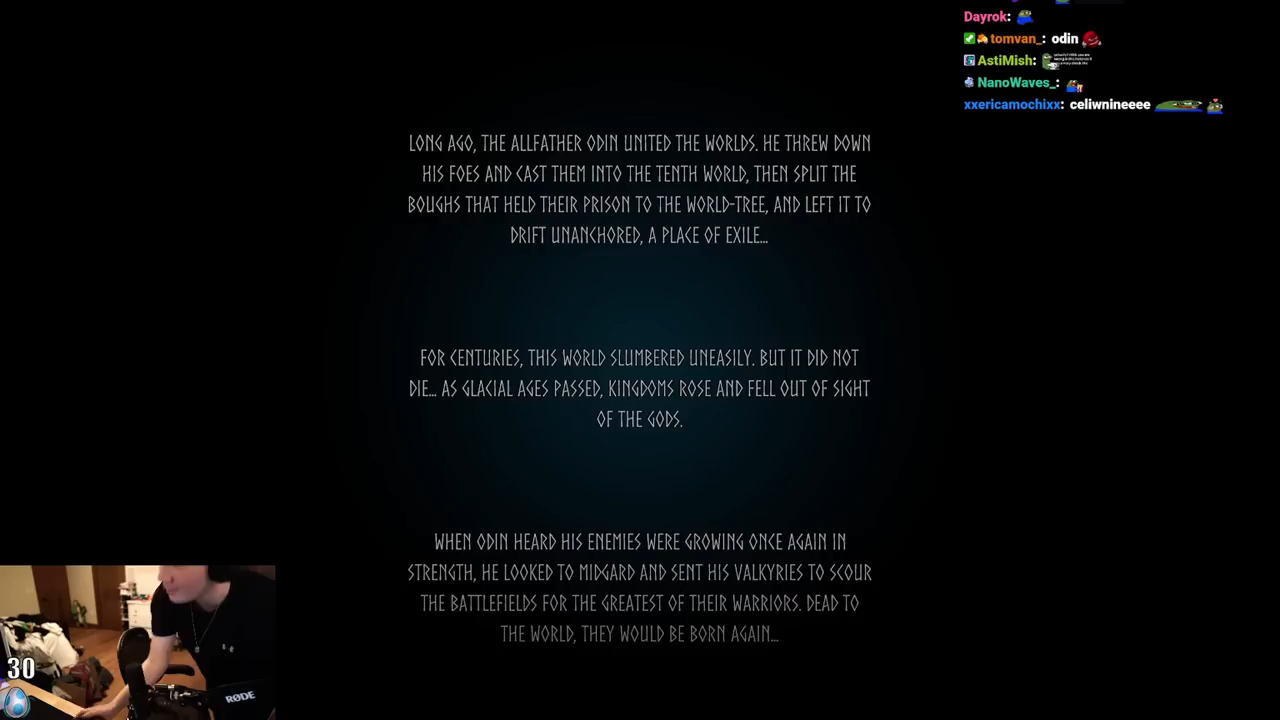 Dayrok:
tomvan_: odin
AstiMish:
NanoWaves_:
xxericamochixx: celiwnineeee
LONG AGO, THE ALLFATHER ODIN UNITED THE WORLDS. HE THREW DOWN
HIS FOES AND CAST THEM INTO THE TENTH WORLD, THEN SPLIT THE
BOUGHS THAT HELD THEIR PRISON TO THE WORLD-TREE, AND LEFT IT TO
DRIFT UNANCHORED, A PLACE OF EXILE...
FOR CENTURIES, THIS WORLD SLUMBERED UNEASILY. BUT IT DID NOT
DIE... AS GLACIAL AGES PASSED, KINGDOMS ROSE AND FELL OUT OF SIGHT
OF THE GODS.
WHEN ODIN HEARD HIS ENEMIES WERE GROWING ONCE AGAIN IN
STRENGTH, HE LOOKED TO MIDGARD AND SENT HIS VALKYRIES TO SCOUR
THE BATTLEFIELDS FOR THE GREATEST OF THEIR WARRIORS. DEAD TO
THE WORLD, THEY WOULD BE BORN AGAIN...
30
RØDE